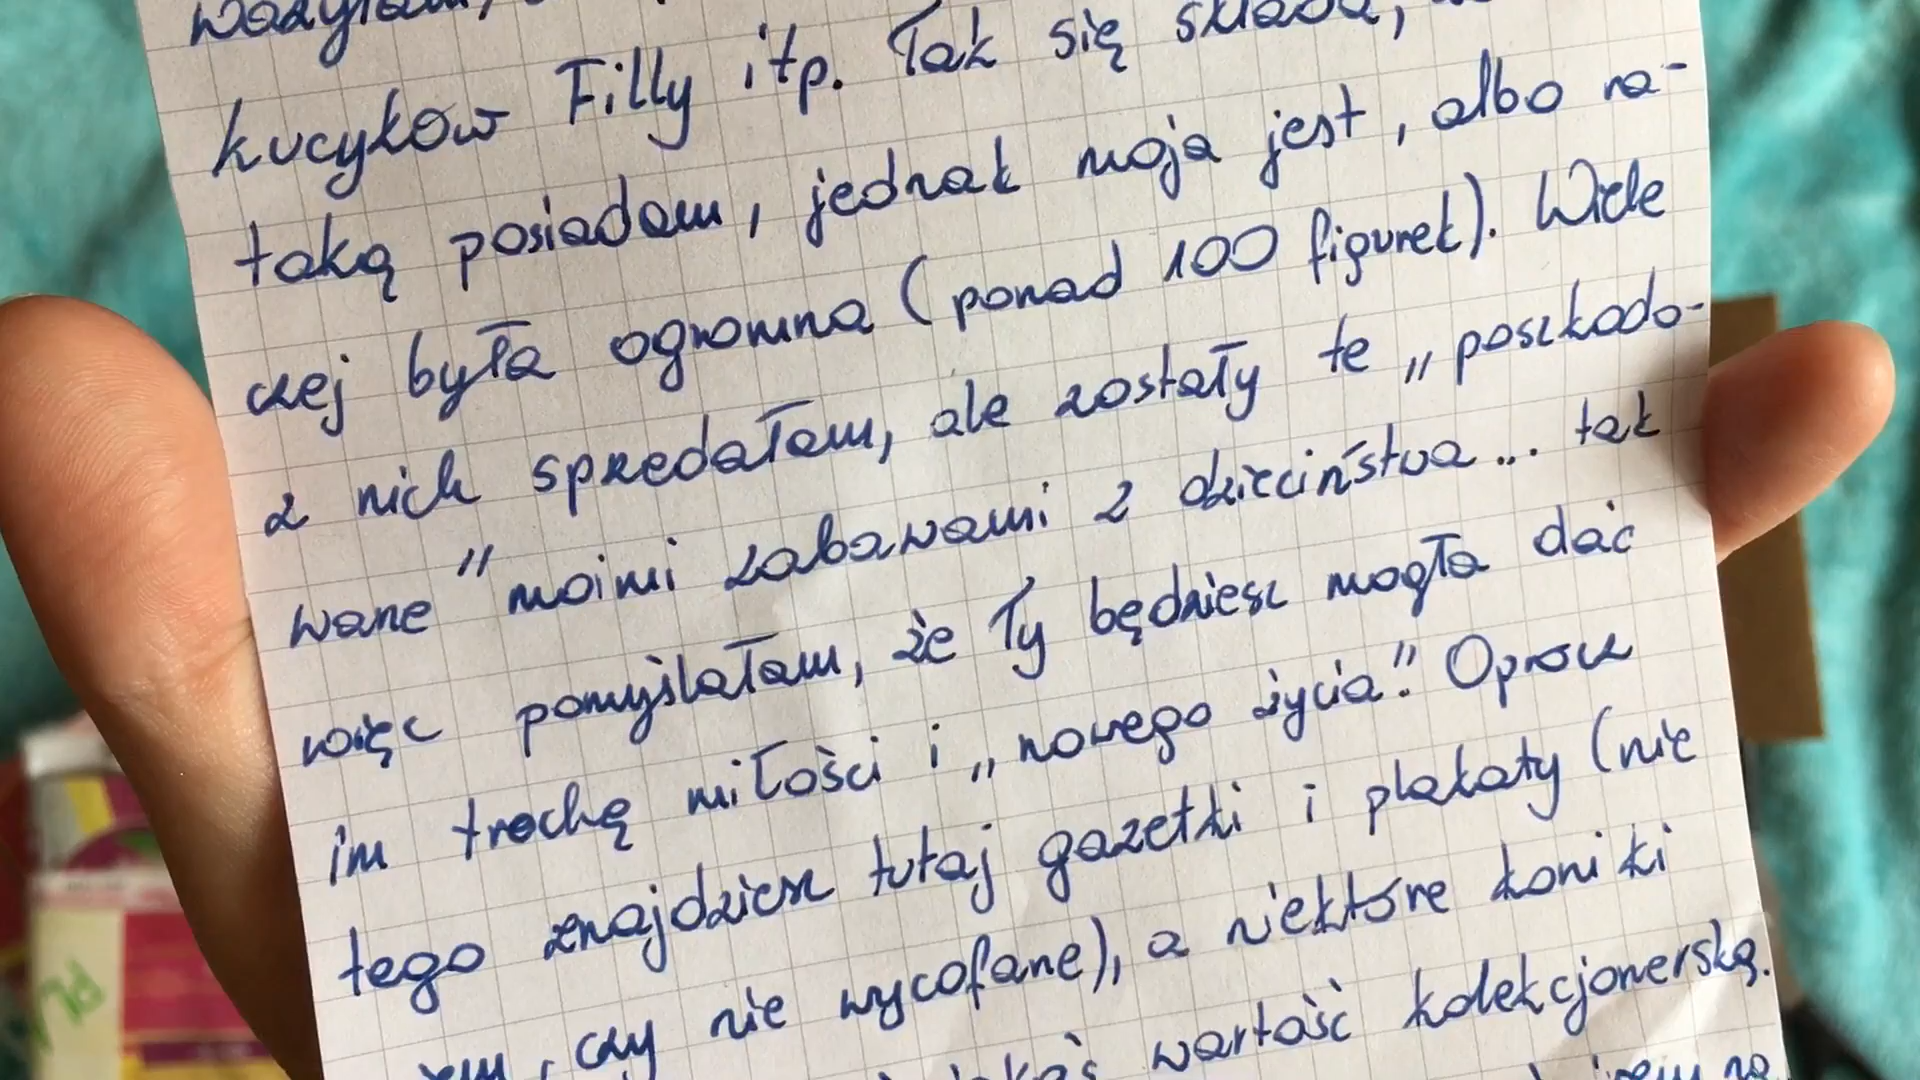 kucyków Filly itp. Tak się składa,
taką posiadam, jednak moja jest, albo ra-
czej była ogromna (ponad 100 figurek). Wiele
z nich sprzedałam, ale zostały te „poszkodo-
wane" moimi zabawami z dzieciństwa... tak
więc pomyślałam, że Ty będziesz mogła dać
im trochę miłości i „nowego życia". Oprócz
tego znajdziesz tutaj gazetki i plakaty (nie
wiem, czy nie wycofane), a niektóre koniki
jakąś wartość kolekcjonerską.